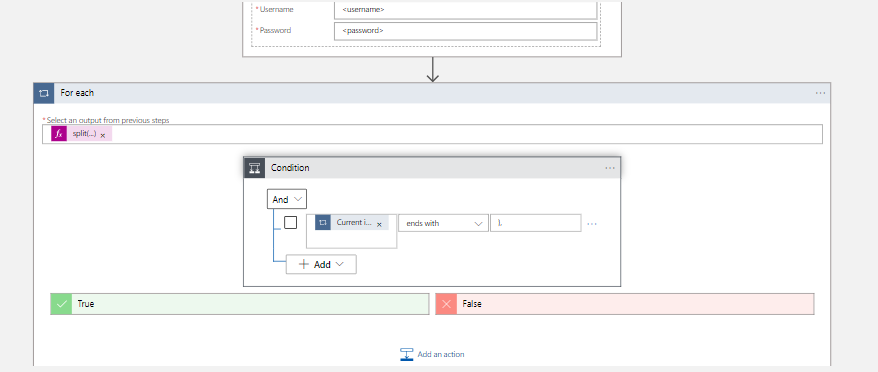 * Username <username>
* Password <password>
For each ...
* Select an output from previous steps
fx split(...) x
Condition ...
And
Current i... x ends with ...
+ Add
True False
Add an action